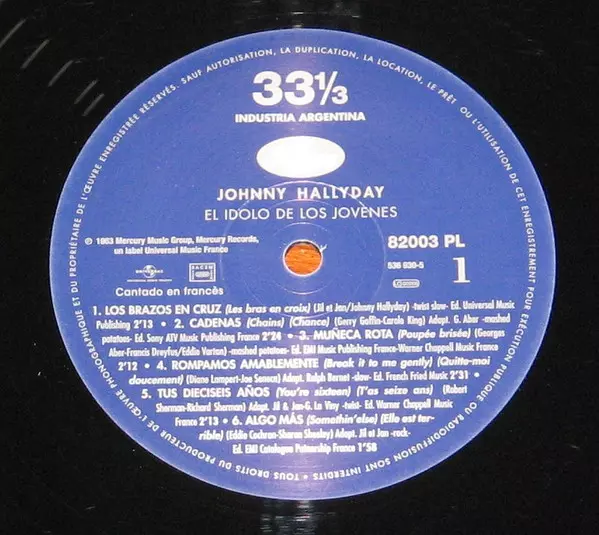 TOUS DROITS DU PRODUCTEUR PHONOGRAPHIQUE ET DU PROPRIÉTAIRE DE L'ŒUVRE ENREGISTRÉE RÉSERVÉS. SAUF AUTORISATION, LA DUPLICATION, LA LOCATION, LE PRÊT OU L'UTILISATION DE CET ENREGISTREMENT POUR EXÉCUTION PUBLIQUE OU RADIODIFFUSION SONT INTERDITS
33 1/3
INDUSTRIA ARGENTINA
JOHNNY HALLYDAY
EL IDOLO DE LOS JOVENES
℗ 1963 Mercury Music Group, Mercury Records,
un label Universal Music France
82003 PL
536 930-5
1
UNIVERSAL
SACEM
Cantado en francès
1. LOS BRAZOS EN CRUZ (Les bras en croix) (Jil et Jan/Johnny Hallyday) -twist slow- Ed. Universal Music
Publishing 2'13 • 2. CADENAS (Chains) (Chance) (Gerry Goffin-Carole King) Adapt. G. Aber -mashed
potatoes- Ed. Sony ATV Music Publishing France 2'24 • 3. MUÑECA ROTA (Poupée brisée) (Georges
Aber-Francis Dreyfus/Eddie Vartan) -mashed potatoes- Ed. EMI Music Publishing France-Warner Chappell Music France
2'12 • 4. ROMPAMOS AMABLEMENTE (Break it to me gently) (Quitte-moi
doucement) (Diane Lampert-Joe Seneca) Adapt. Ralph Bernet -slow- Ed. French Fried Music 2'31 •
5. TUS DIECISEIS AÑOS (You're sixteen) (T'as seize ans) (Robert
Sherman-Richard Sherman) Adapt. Jil & Jan-G. Le Viny -twist- Ed. Warner Chappell Music
France 2'13 • 6. ALGO MÁS (Somethin'else) (Elle est ter-
rible) (Eddie Cochran-Sharon Sheeley) Adapt. Jil et Jan -rock-
Ed. EMI Catalogue Partnership France 1'58